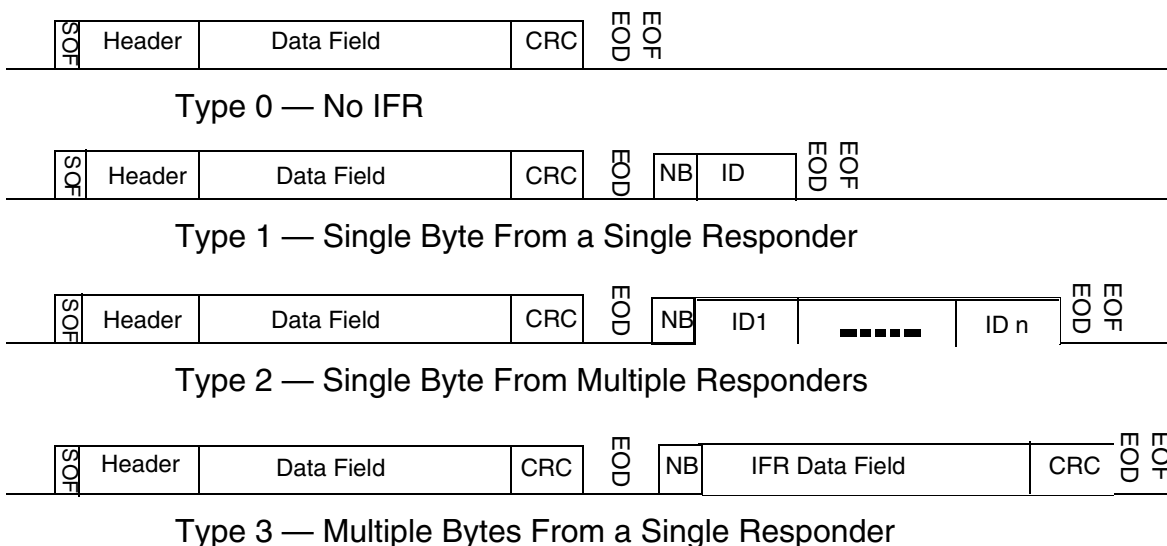 SOF Header Data Field CRC EOD EOF
Type 0 — No IFR
SOF Header Data Field CRC EOD NB ID EOD EOF
Type 1 — Single Byte From a Single Responder
SOF Header Data Field CRC EOD NB ID1 ID n EOD EOF
Type 2 — Single Byte From Multiple Responders
SOF Header Data Field CRC EOD NB IFR Data Field CRC EOD EOF
Type 3 — Multiple Bytes From a Single Responder